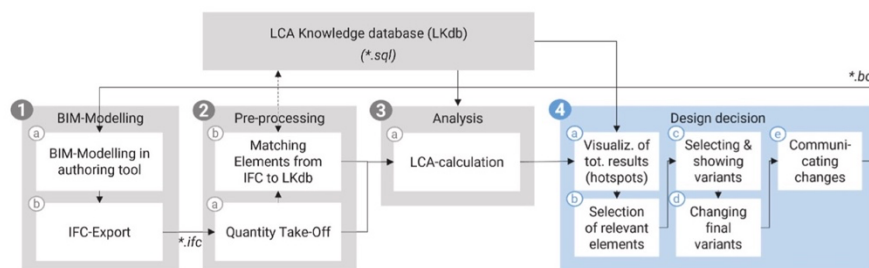 LCA Knowledge database (LKdb)
(*.sql)
*.bc
1
BIM-Modelling
a
BIM-Modelling in
authoring tool
b
IFC-Export
*.ifc
2
Pre-processing
b
Matching
Elements from
IFC to LKdb
a
Quantity Take-Off
3
Analysis
a
LCA-calculation
4
Design decision
a
Visualiz. of
tot. results
(hotspots)
b
Selection
of relevant
elements
c
Selecting &
showing
variants
d
Changing
final
variants
e
Communi-
cating
changes